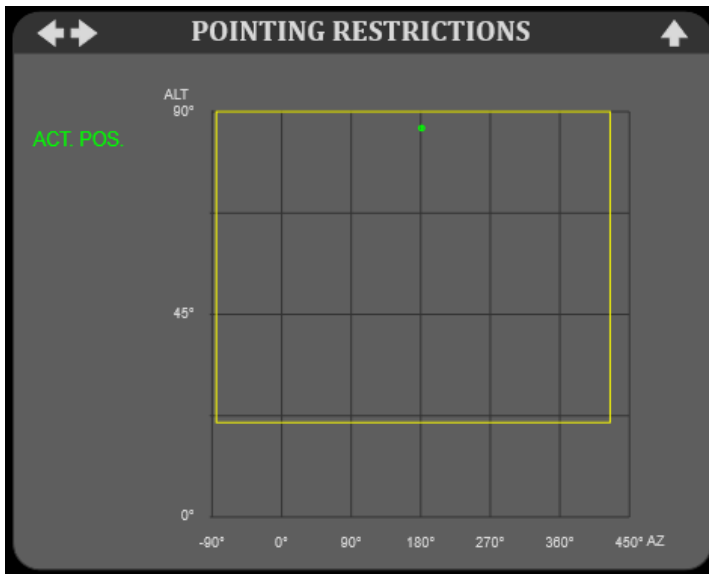 POINTING RESTRICTIONS
ALT
90°
ACT. POS.
45°
0°
-90° 0° 90° 180° 270° 360° 450° AZ